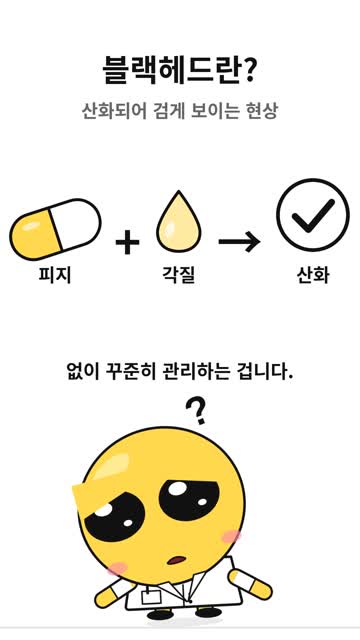 블랙헤드란?
산화되어 검게 보이는 현상
피지 + 각질 → 산화
없이 꾸준히 관리하는 겁니다.
?